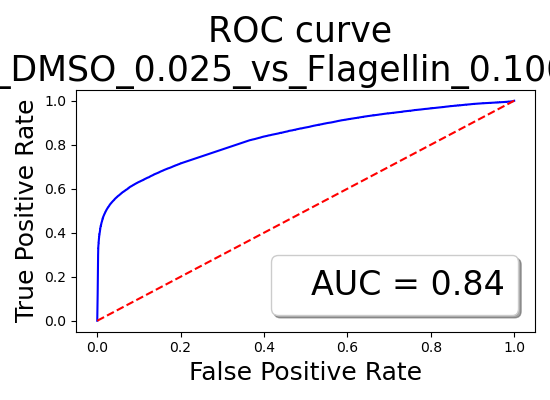 ROC curve
_DMSO_0.025_vs_Flagellin_0.100
True Positive Rate
1.0
0.8
0.6
0.4
0.2
0.0
AUC = 0.84
0.0 0.2 0.4 0.6 0.8 1.0
False Positive Rate